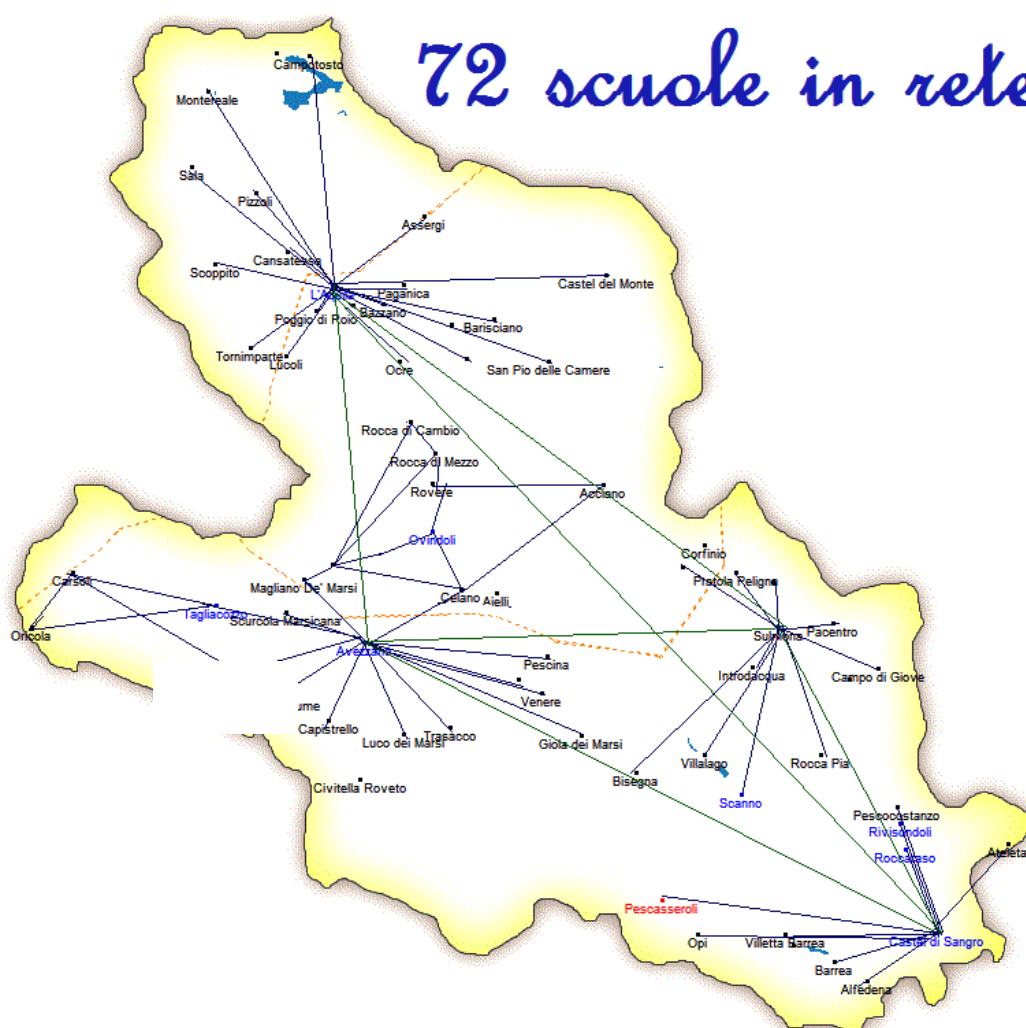 72 scuole in rete
Campotosto
Montereale
Sala
Pizzoli
Assergi
Cansatessa
Scoppito
Castel del Monte
L'Aquila
Paganica
Bazzano
Poggio di Roio
Barisciano
Tornimparte
Lucoli
Ocre
San Pio delle Camere
Rocca di Cambio
Rocca di Mezzo
Rovere
Acciano
Ovindoli
Corfinio
Carsoli
Pratola Peligna
Magliano De' Marsi
Celano
Aielli
Tagliacozzo
Scurcola Marsicana
Oricola
Pacentro
Sulmona
Avezzano
Pescina
Introdacqua
Campo di Giove
Venere
ume
Capistrello
Trasacco
Luco dei Marsi
Gioia dei Marsi
Villalago
Rocca Pia
Bisegna
Civitella Roveto
Scanno
Pescocostanzo
Rivisondoli
Roccaraso
Ateleta
Pescasseroli
Opi
Villetta Barrea
Castel di Sangro
Barrea
Alfedena